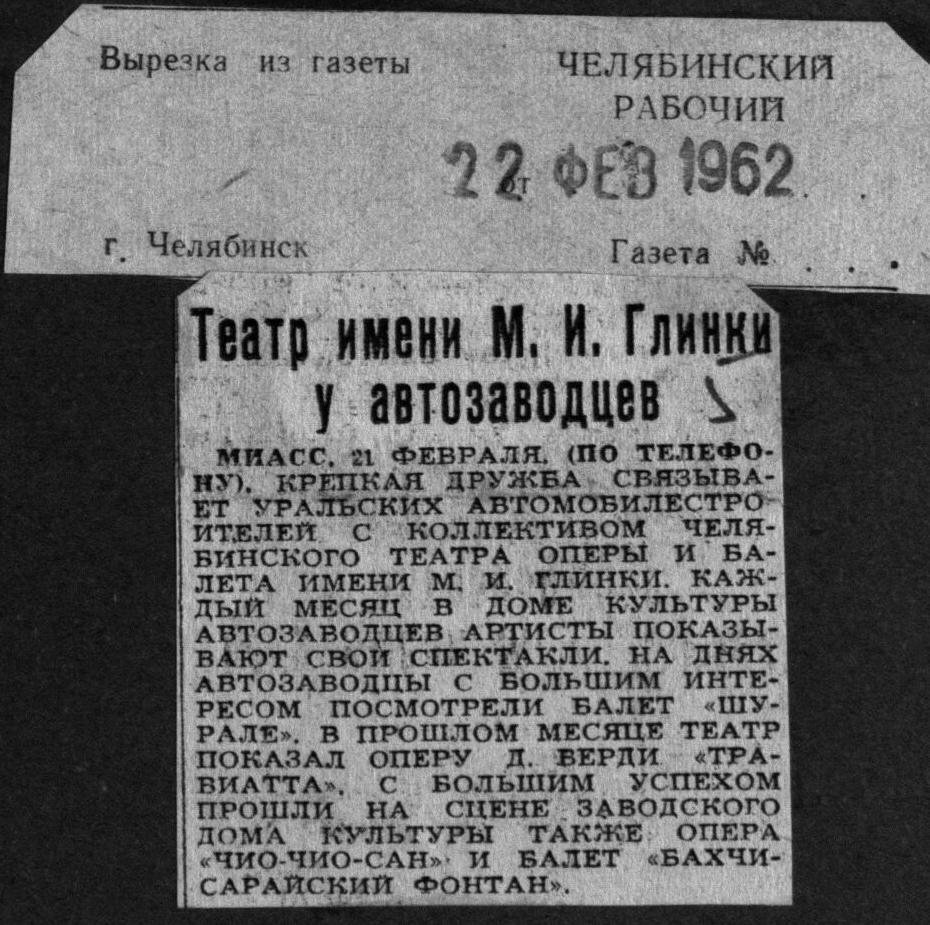 Вырезка из газеты ЧЕЛЯБИНСКИЙ
РАБОЧИЙ
22 от ФЕВ 1962
г. Челябинск Газета № . . .
Театр имени М. И. Глинки
у автозаводцев
МИАСС, 21 ФЕВРАЛЯ. (ПО ТЕЛЕФО-
НУ). КРЕПКАЯ ДРУЖБА СВЯЗЫВА-
ЕТ УРАЛЬСКИХ АВТОМОБИЛЕСТРО
ИТЕЛЕЙ С КОЛЛЕКТИВОМ ЧЕЛЯ-
БИНСКОГО ТЕАТРА ОПЕРЫ И БА-
ЛЕТА ИМЕНИ М. И. ГЛИНКИ. КАЖ-
ДЫЙ МЕСЯЦ В ДОМЕ КУЛЬТУРЫ
АВТОЗАВОДЦЕВ АРТИСТЫ ПОКАЗЫ-
ВАЮТ СВОИ СПЕКТАКЛИ. НА ДНЯХ
АВТОЗАВОДЦЫ С БОЛЬШИМ ИНТЕ-
РЕСОМ ПОСМОТРЕЛИ БАЛЕТ «ШУ-
РАЛЕ». В ПРОШЛОМ МЕСЯЦЕ ТЕАТР
ПОКАЗАЛ ОПЕРУ Д. ВЕРДИ «ТРА-
ВИАТТА». С БОЛЬШИМ УСПЕХОМ
ПРОШЛИ НА СЦЕНЕ ЗАВОДСКОГО
ДОМА КУЛЬТУРЫ ТАКЖЕ ОПЕРА
«ЧИО-ЧИО-САН» И БАЛЕТ «БАХЧИ-
САРАЙСКИЙ ФОНТАН».